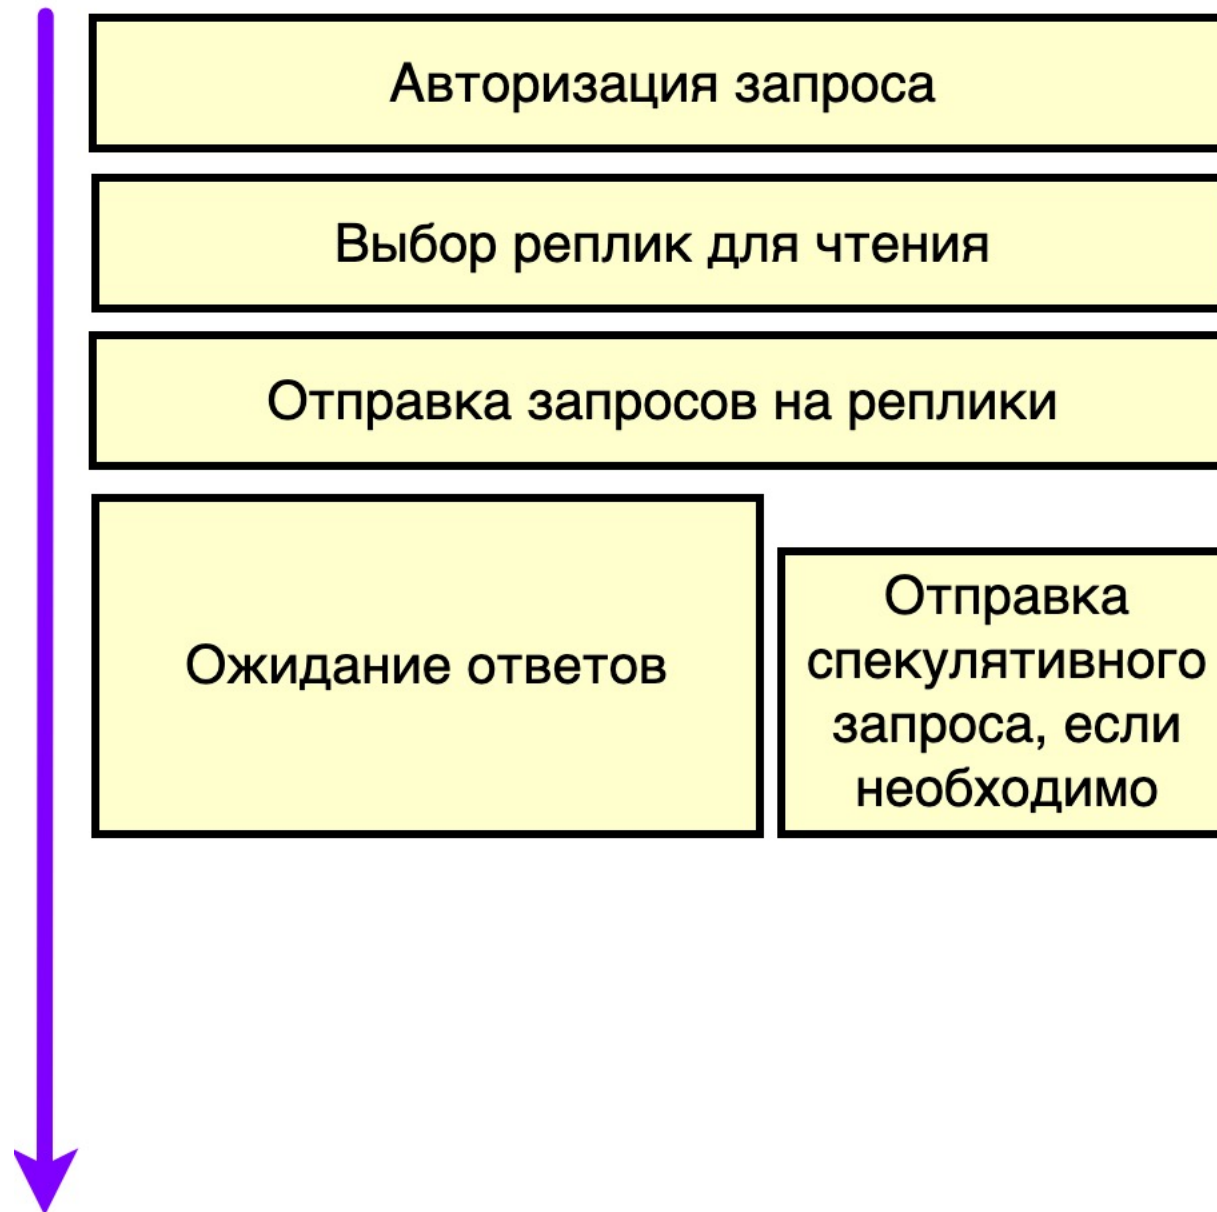 Авторизация запроса
Выбор реплик для чтения
Отправка запросов на реплики
Ожидание ответов
Отправка
спекулятивного
запроса, если
необходимо